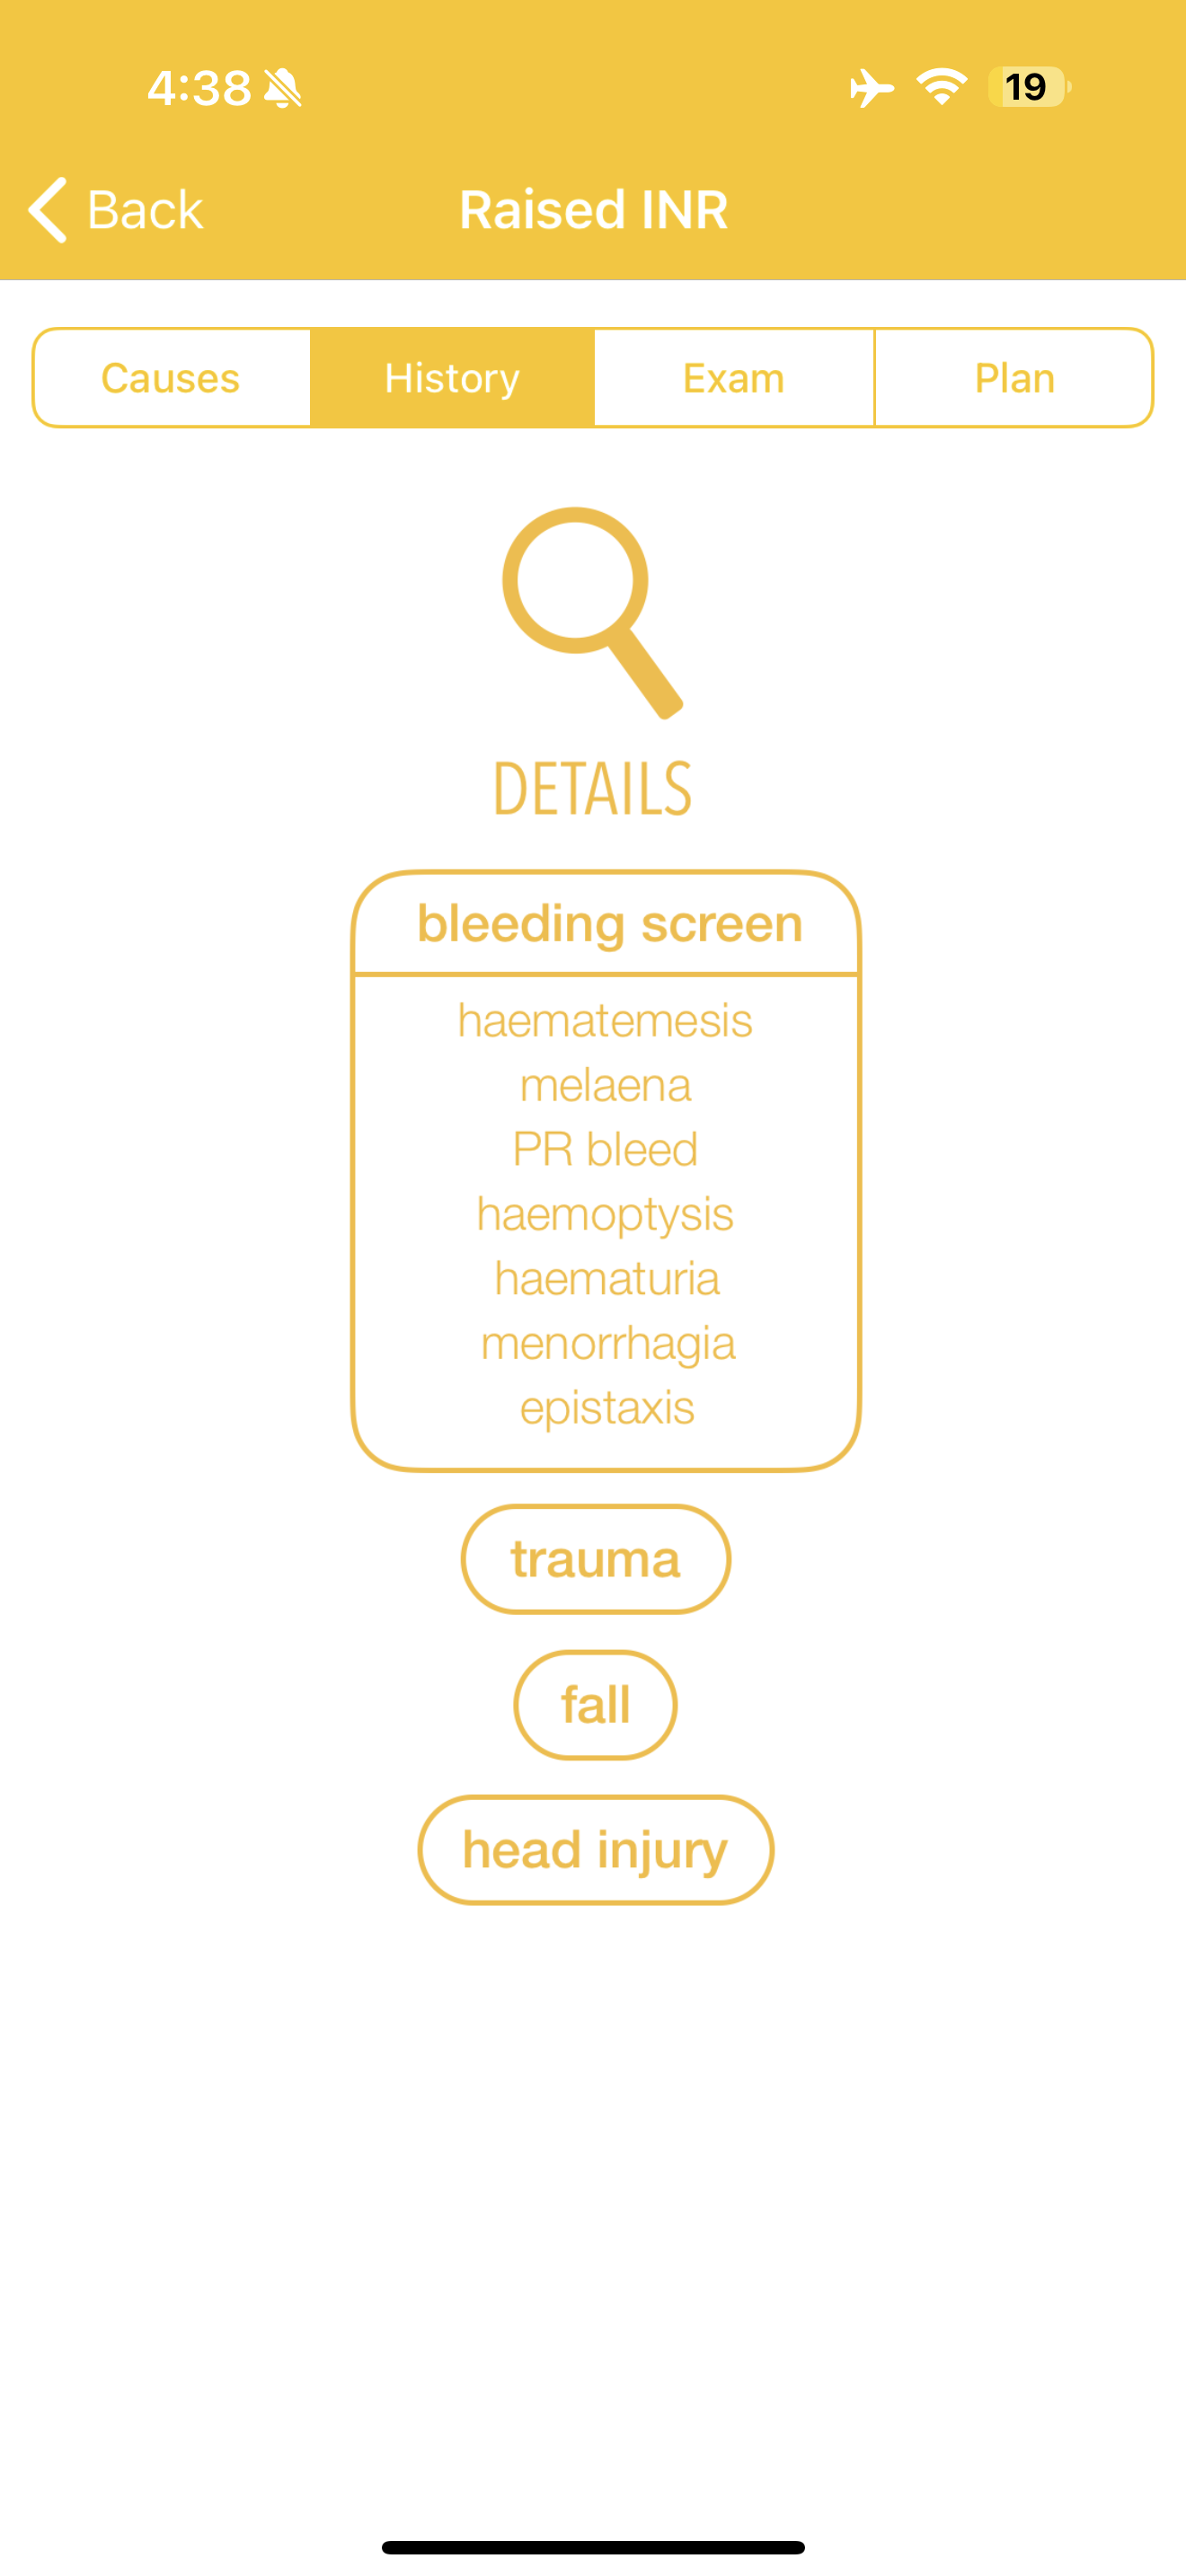 4:38
19
Back
Raised INR
Causes
History
Exam
Plan
DETAILS
bleeding screen
haematemesis
melaena
PR bleed
haemoptysis
haematuria
menorrhagia
epistaxis
trauma
fall
head injury